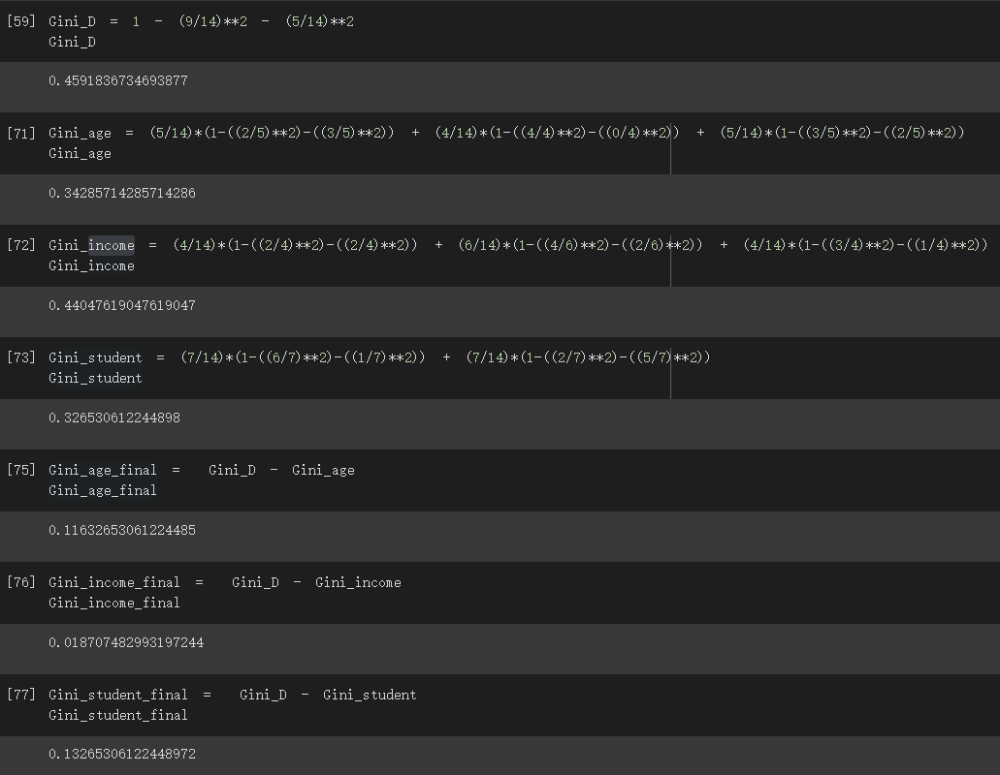 [59] Gini_D = 1 - (9/14)**2 - (5/14)**2
Gini_D
0.4591836734693877
[71] Gini_age = (5/14)*(1-((2/5)**2)-((3/5)**2)) + (4/14)*(1-((4/4)**2)-((0/4)**2)) + (5/14)*(1-((3/5)**2)-((2/5)**2))
Gini_age
0.34285714285714286
[72] Gini_income = (4/14)*(1-((2/4)**2)-((2/4)**2)) + (6/14)*(1-((4/6)**2)-((2/6)**2)) + (4/14)*(1-((3/4)**2)-((1/4)**2))
Gini_income
0.44047619047619047
[73] Gini_student = (7/14)*(1-((6/7)**2)-((1/7)**2)) + (7/14)*(1-((2/7)**2)-((5/7)**2))
Gini_student
0.326530612244898
[75] Gini_age_final = Gini_D - Gini_age
Gini_age_final
0.11632653061224485
[76] Gini_income_final = Gini_D - Gini_income
Gini_income_final
0.018707482993197244
[77] Gini_student_final = Gini_D - Gini_student
Gini_student_final
0.13265306122448972